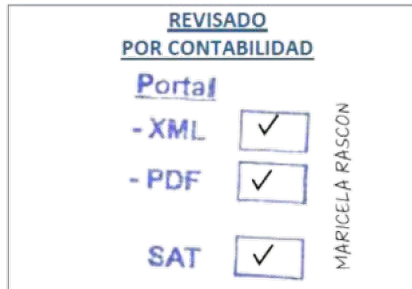 REVISADO
POR CONTABILIDAD
Portal
- XML ✓
- PDF ✓
SAT ✓
MARICELA RASCON